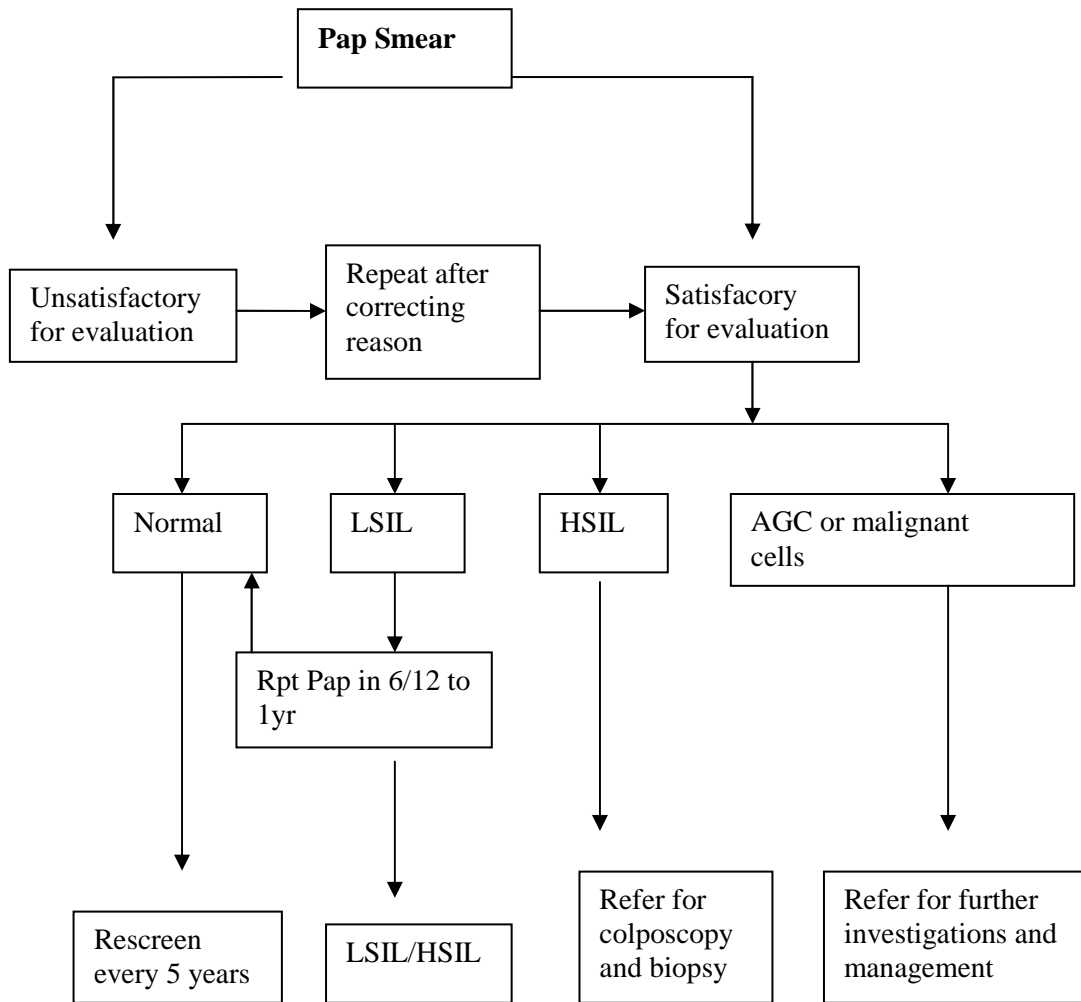 Pap Smear
Unsatisfactory
for evaluation
Repeat after
correcting
reason
Satisfacory
for evaluation
Normal
LSIL
HSIL
AGC or malignant
cells
Rpt Pap in 6/12 to
1yr
Rescreen
every 5 years
LSIL/HSIL
Refer for
colposcopy
and biopsy
Refer for further
investigations and
management